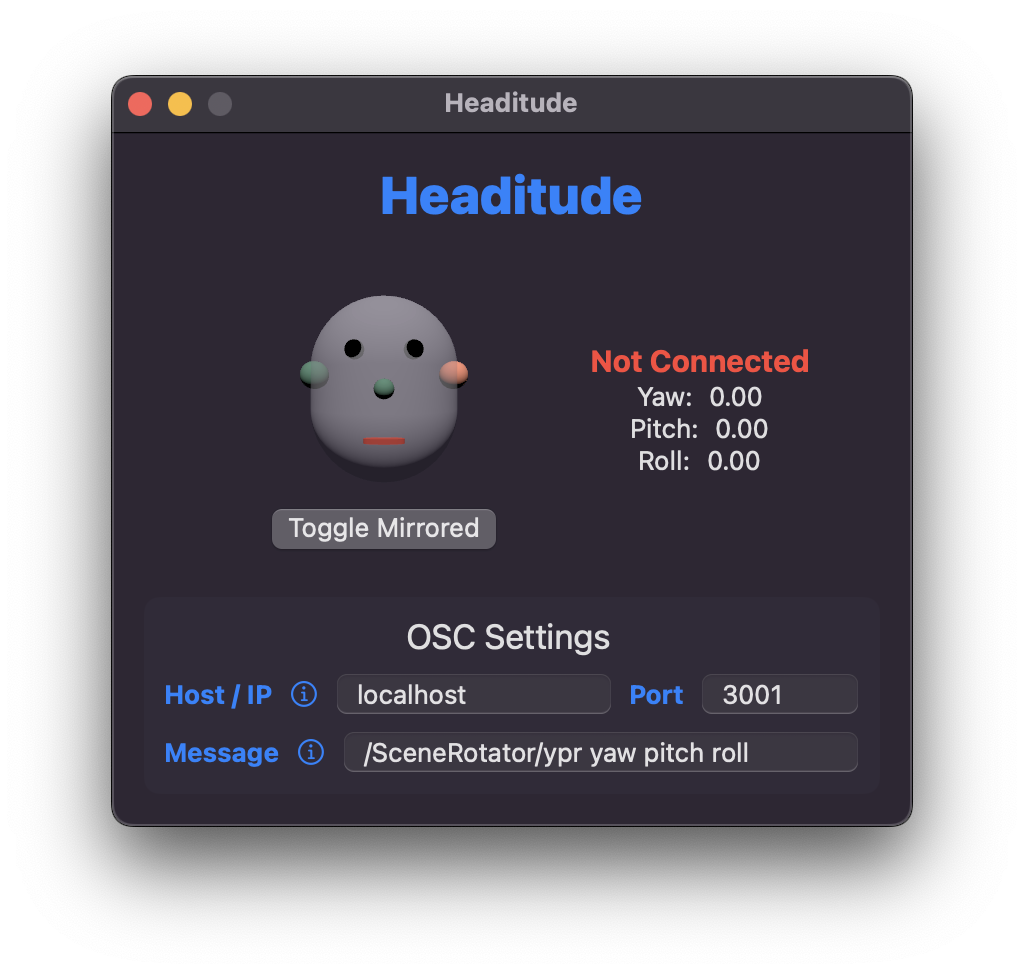 Headitude
Headitude
Not Connected
Yaw: 0.00
Pitch: 0.00
Roll: 0.00
Toggle Mirrored
OSC Settings
Host / IP localhost Port 3001
Message /SceneRotator/ypr yaw pitch roll